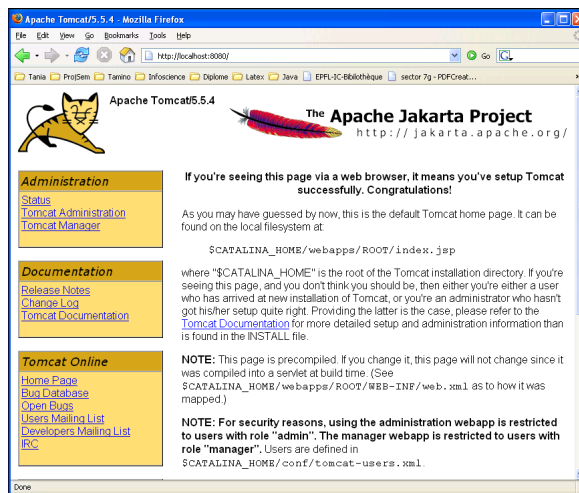 Apache Tomcat/5.5.4 - Mozilla Firefox
File Edit View Go Bookmarks Tools Help
http://localhost:8080/ Go
Tania ProjSem Tamino Infoscience Diplome Latex Java EPFL-IC-Bibliothèque sector 7g - PDFCreat...
Apache Tomcat/5.5.4
The Apache Jakarta Project
http://jakarta.apache.org/
Administration
Status
Tomcat Administration
Tomcat Manager
Documentation
Release Notes
Change Log
Tomcat Documentation
Tomcat Online
Home Page
Bug Database
Open Bugs
Users Mailing List
Developers Mailing List
IRC
If you're seeing this page via a web browser, it means you've setup Tomcat
successfully. Congratulations!
As you may have guessed by now, this is the default Tomcat home page. It can be
found on the local filesystem at:
$CATALINA_HOME/webapps/ROOT/index.jsp
where "$CATALINA_HOME" is the root of the Tomcat installation directory. If you're
seeing this page, and you don't think you should be, then either you're either a user
who has arrived at new installation of Tomcat, or you're an administrator who hasn't
got his/her setup quite right. Providing the latter is the case, please refer to the
Tomcat Documentation for more detailed setup and administration information than
is found in the INSTALL file.
NOTE: This page is precompiled. If you change it, this page will not change since it
was compiled into a servlet at build time. (See
$CATALINA_HOME/webapps/ROOT/WEB-INF/web.xml as to how it was
mapped.)
NOTE: For security reasons, using the administration webapp is restricted
to users with role "admin". The manager webapp is restricted to users with
role "manager". Users are defined in
$CATALINA_HOME/conf/tomcat-users.xml.
Done